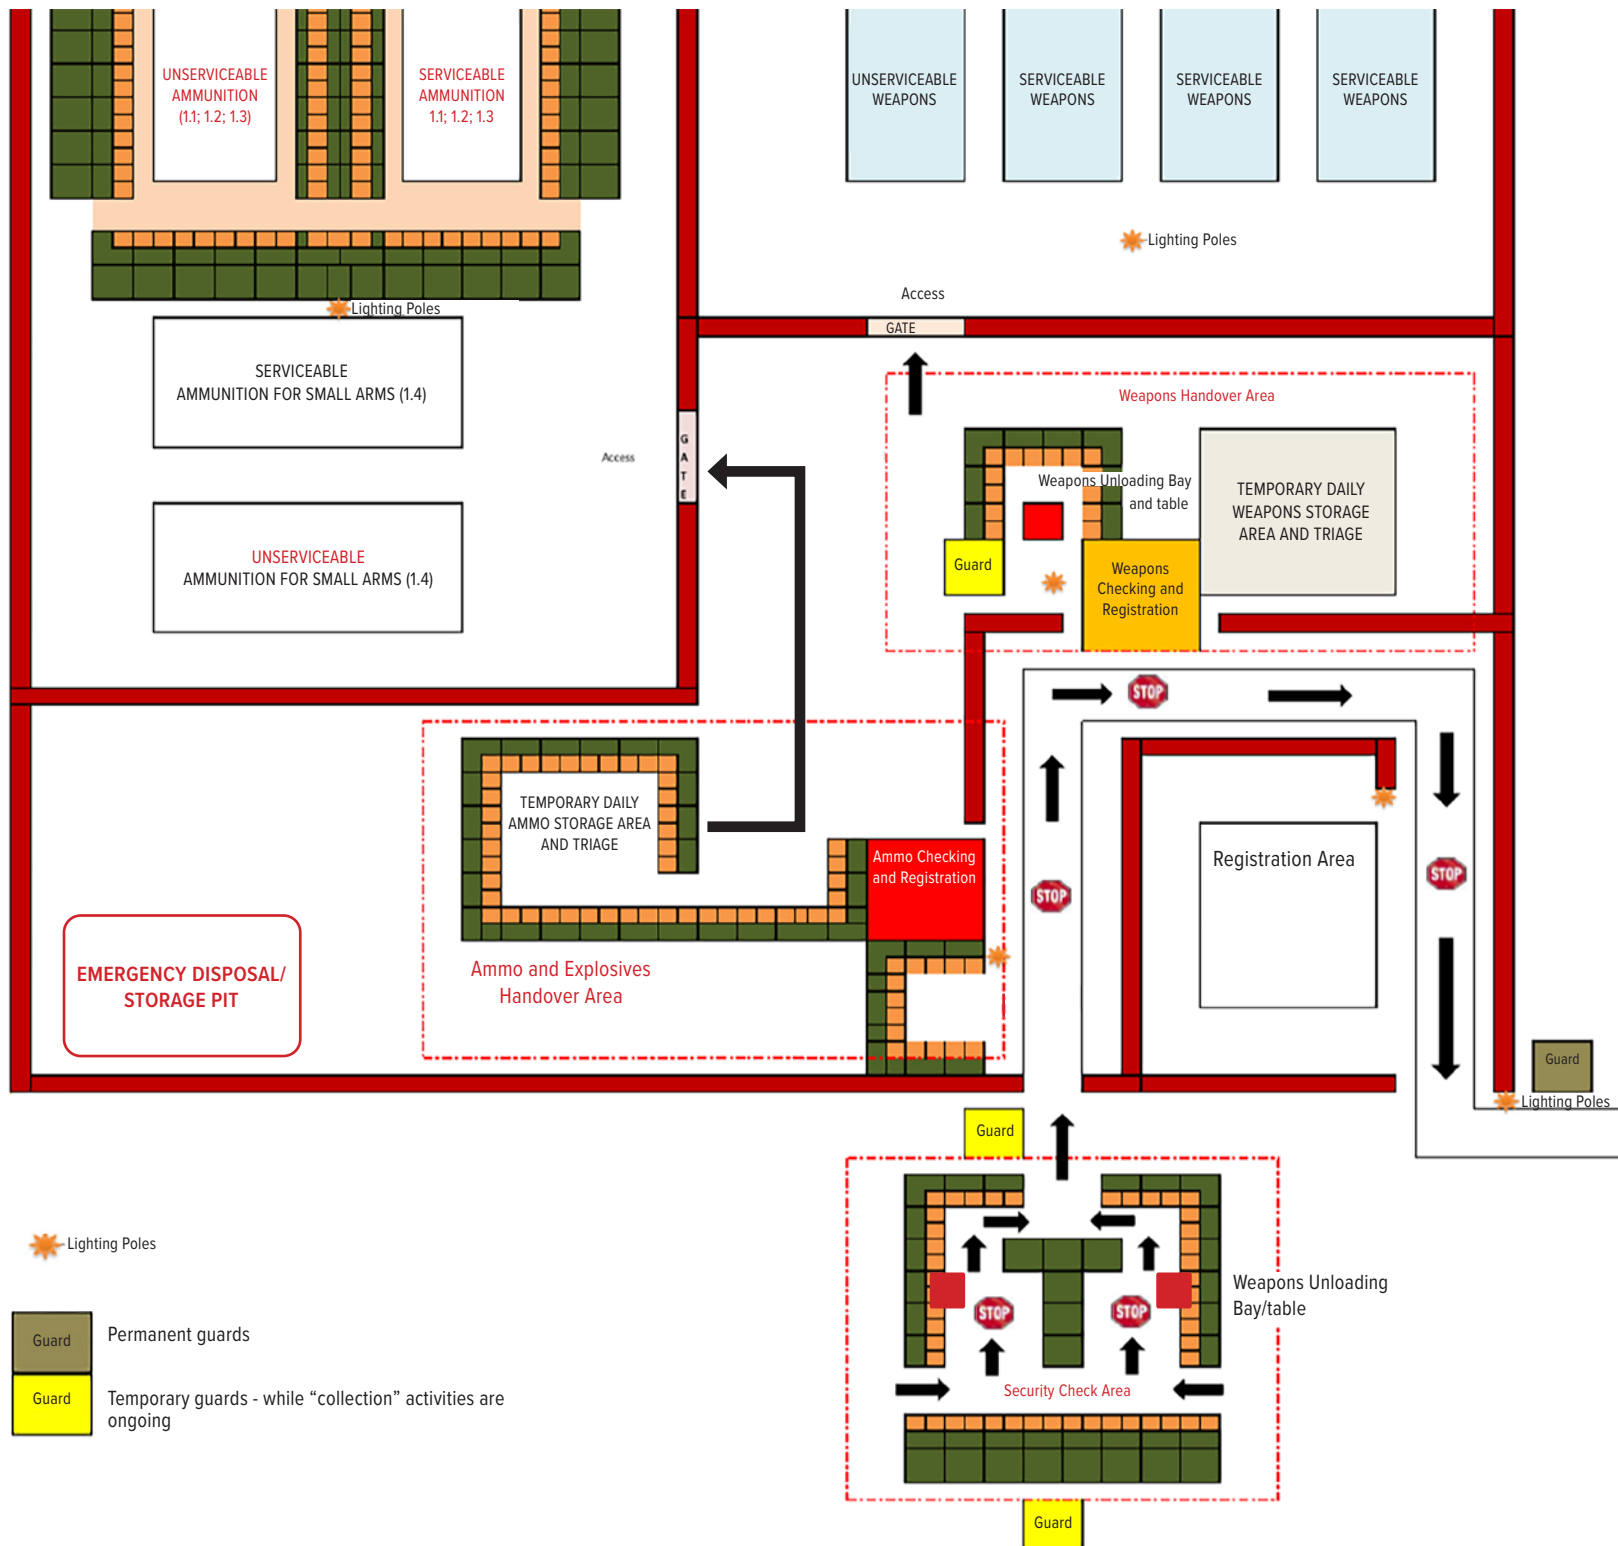 UNSERVICEABLE
AMMUNITION
(1.1; 1.2; 1.3)
SERVICEABLE
AMMUNITION
1.1; 1.2; 1.3
UNSERVICEABLE
WEAPONS
SERVICEABLE
WEAPONS
SERVICEABLE
WEAPONS
SERVICEABLE
WEAPONS
Lighting Poles
Access
GATE
Lighting Poles
SERVICEABLE
AMMUNITION FOR SMALL ARMS (1.4)
Access
GATE
UNSERVICEABLE
AMMUNITION FOR SMALL ARMS (1.4)
Weapons Handover Area
Weapons Unloading Bay
and table
TEMPORARY DAILY
WEAPONS STORAGE
AREA AND TRIAGE
Guard
Weapons
Checking and
Registration
STOP
TEMPORARY DAILY
AMMO STORAGE AREA
AND TRIAGE
Ammo Checking
and Registration
STOP
Registration Area
STOP
EMERGENCY DISPOSAL/
STORAGE PIT
Ammo and Explosives
Handover Area
Guard
Lighting Poles
Guard
Weapons Unloading
Bay/table
STOP
STOP
Security Check Area
Guard
Lighting Poles
Guard
Permanent guards
Guard
Temporary guards - while “collection” activities are
ongoing